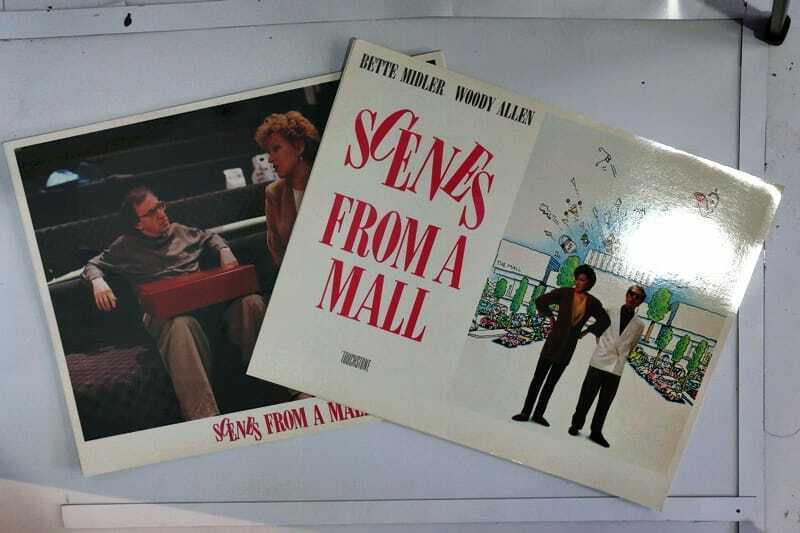 BETTE MIDLER WOODY ALLEN
SCENES
FROM A
MALL
TOUCHSTONE
THE MALL
SCENES FROM A MALL